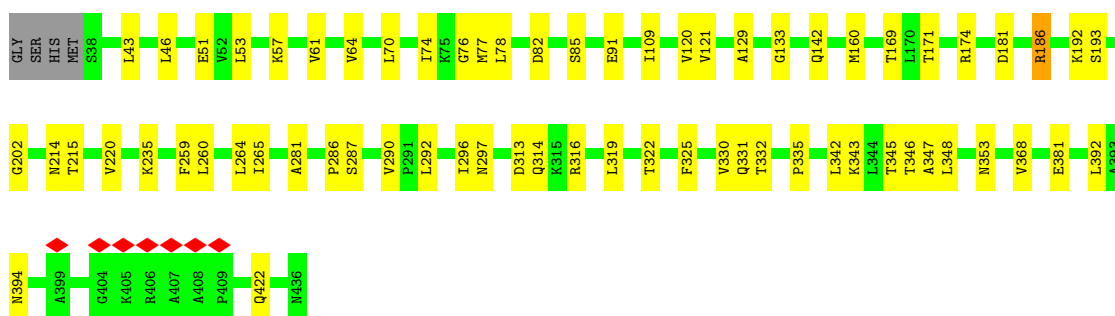 GLY SER HIS MET S38 L43 L46 E51 V52 L53 K57 V61 V64 L70 I74 K75 G76 M77 L78 D82 S85 E91 I109 V120 V121 A129 G133 Q142 M160 T169 L170 T171 R174 D181 R186 K192 S193
G202 N214 T215 V220 K235 F259 L260 L264 I265 A281 P286 S287 V290 P291 L292 I296 N297 D313 Q314 K315 R316 L319 T322 F325 V330 Q331 T332 P335 L342 K343 L344 T345 T346 A347 L348 N353 V368 E381 L392 A393
N394 A399 G404 K405 R406 A407 A408 P409 Q422 N436